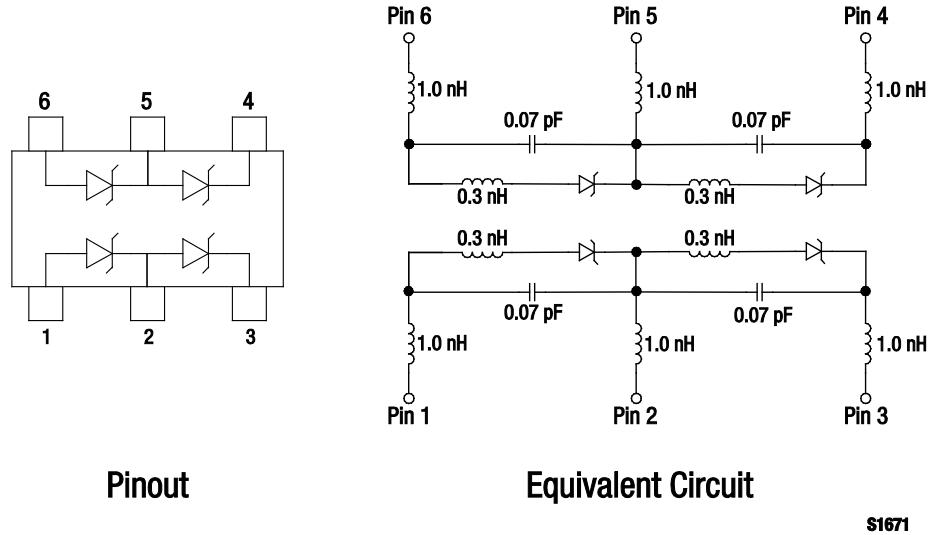 Pin 6 Pin 5 Pin 4
1.0 nH 1.0 nH 1.0 nH
6 5 4
0.07 pF 0.07 pF
0.3 nH 0.3 nH
0.3 nH 0.3 nH
0.07 pF 0.07 pF
1 2 3
1.0 nH 1.0 nH 1.0 nH
Pin 1 Pin 2 Pin 3
Pinout Equivalent Circuit
S1671